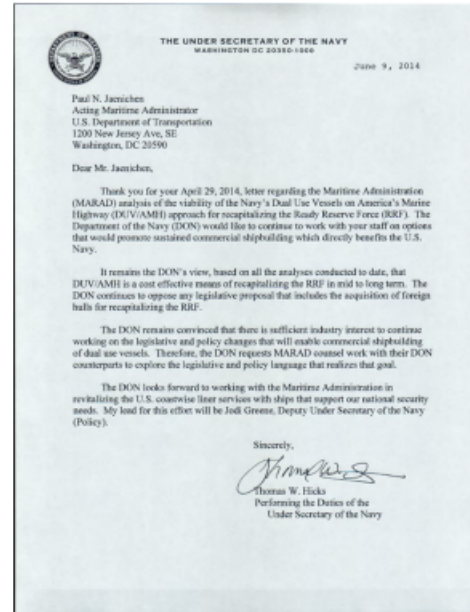 THE UNDER SECRETARY OF THE NAVY
WASHINGTON DC 20350-1000
June 9, 2014
Paul N. Jaenichen
Acting Maritime Administrator
U.S. Department of Transportation
1200 New Jersey Ave, SE
Washington, DC 20590
Dear Mr. Jaenichen,
Thank you for your April 29, 2014, letter regarding the Maritime Administration
(MARAD) analysis of the viability of the Navy's Dual Use Vessels on America's Marine
Highway (DUV/AMH) approach for recapitalizing the Ready Reserve Force (RRF). The
Department of the Navy (DON) would like to continue to work with your staff on options
that would promote sustained commercial shipbuilding which directly benefits the U.S.
Navy.
It remains the DON's view, based on all the analyses conducted to date, that
DUV/AMH is a cost effective means of recapitalizing the RRF in mid to long term. The
DON continues to oppose any legislative proposal that includes the acquisition of foreign
hulls for recapitalizing the RRF.
The DON remains convinced that there is sufficient industry interest to continue
working on the legislative and policy changes that will enable commercial shipbuilding
of dual use vessels. Therefore, the DON requests MARAD counsel work with their DON
counterparts to explore the legislative and policy language that realizes that goal.
The DON looks forward to working with the Maritime Administration in
revitalizing the U.S. coastwise liner services with ships that support our national security
needs. My lead for this effort will be Jodi Greene, Deputy Under Secretary of the Navy
(Policy).
Sincerely,
Thomas W. Hicks
Performing the Duties of the
Under Secretary of the Navy